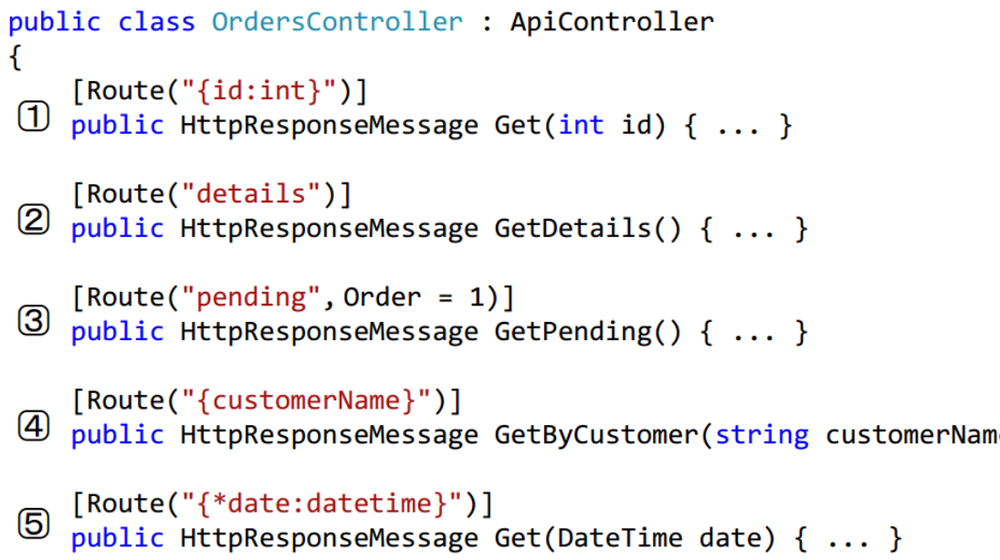 public class OrdersController : ApiController
{
[Route("{id:int}")]
① public HttpResponseMessage Get(int id) { ... }
[Route("details")]
② public HttpResponseMessage GetDetails() { ... }
[Route("pending", Order = 1)]
③ public HttpResponseMessage GetPending() { ... }
[Route("{customerName}")]
④ public HttpResponseMessage GetByCustomer(string customerNam
[Route("{*date:datetime}")]
⑤ public HttpResponseMessage Get(DateTime date) { ... }